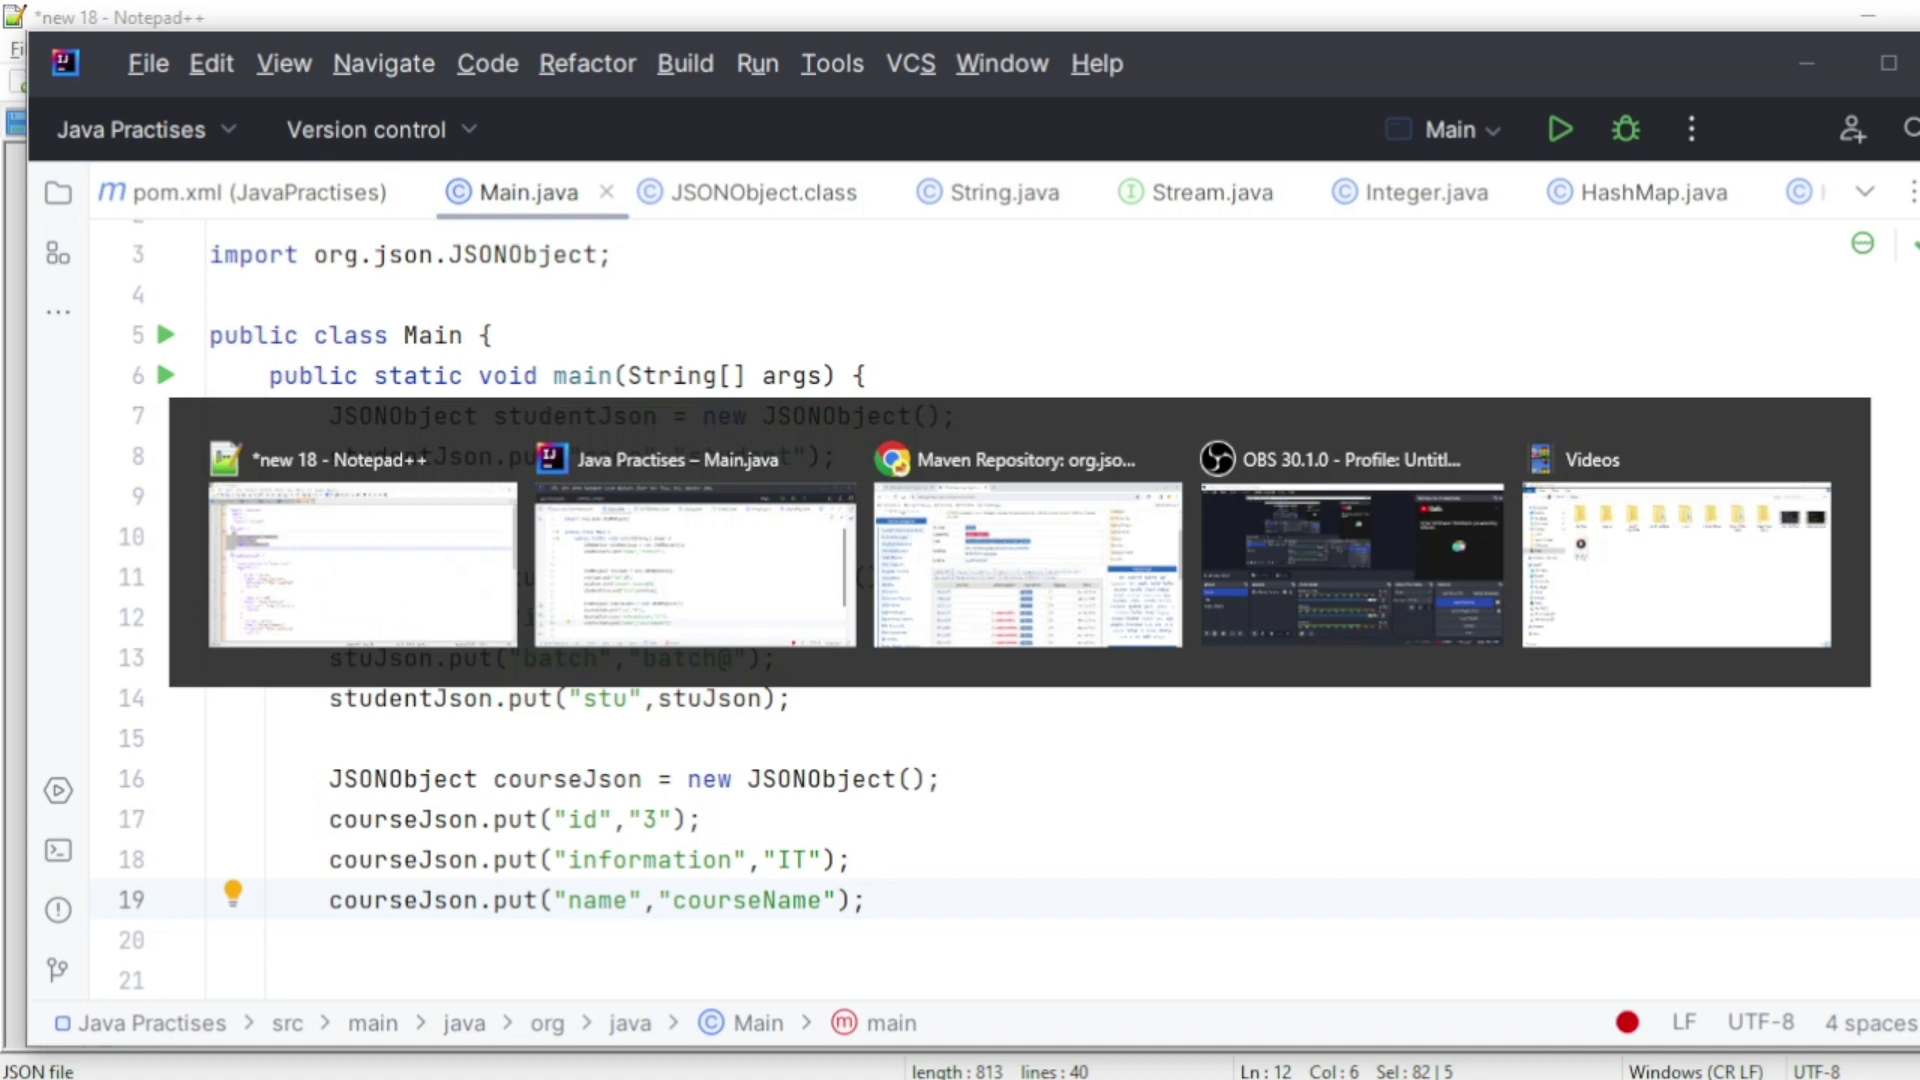 *new 18 - Notepad++
File Edit View Navigate Code Refactor Build Run Tools VCS Window Help
Java Practises Version control Main
m pom.xml (JavaPractises) Main.java JSONObject.class String.java Stream.java Integer.java HashMap.java
3 import org.json.JSONObject;
4
5 public class Main {
6 public static void main(String[] args) {
7 JSONObject studentJson = new JSONObject();
8
*new 18 - Notepad++ Java Practises – Main.java Maven Repository: org.jso... OBS 30.1.0 - Profile: Untitl... Videos
9
10
11
12
13 stuJson.put("batch","batch@");
14 studentJson.put("stu",stuJson);
15
16 JSONObject courseJson = new JSONObject();
17 courseJson.put("id","3");
18 courseJson.put("information","IT");
19 courseJson.put("name","courseName");
20
21
Java Practises > src > main > java > org > java > Main > main LF UTF-8 4 spaces
JSON file length : 813 lines : 40 Ln : 12 Col : 6 Sel : 82 | 5 Windows (CR LF) UTF-8